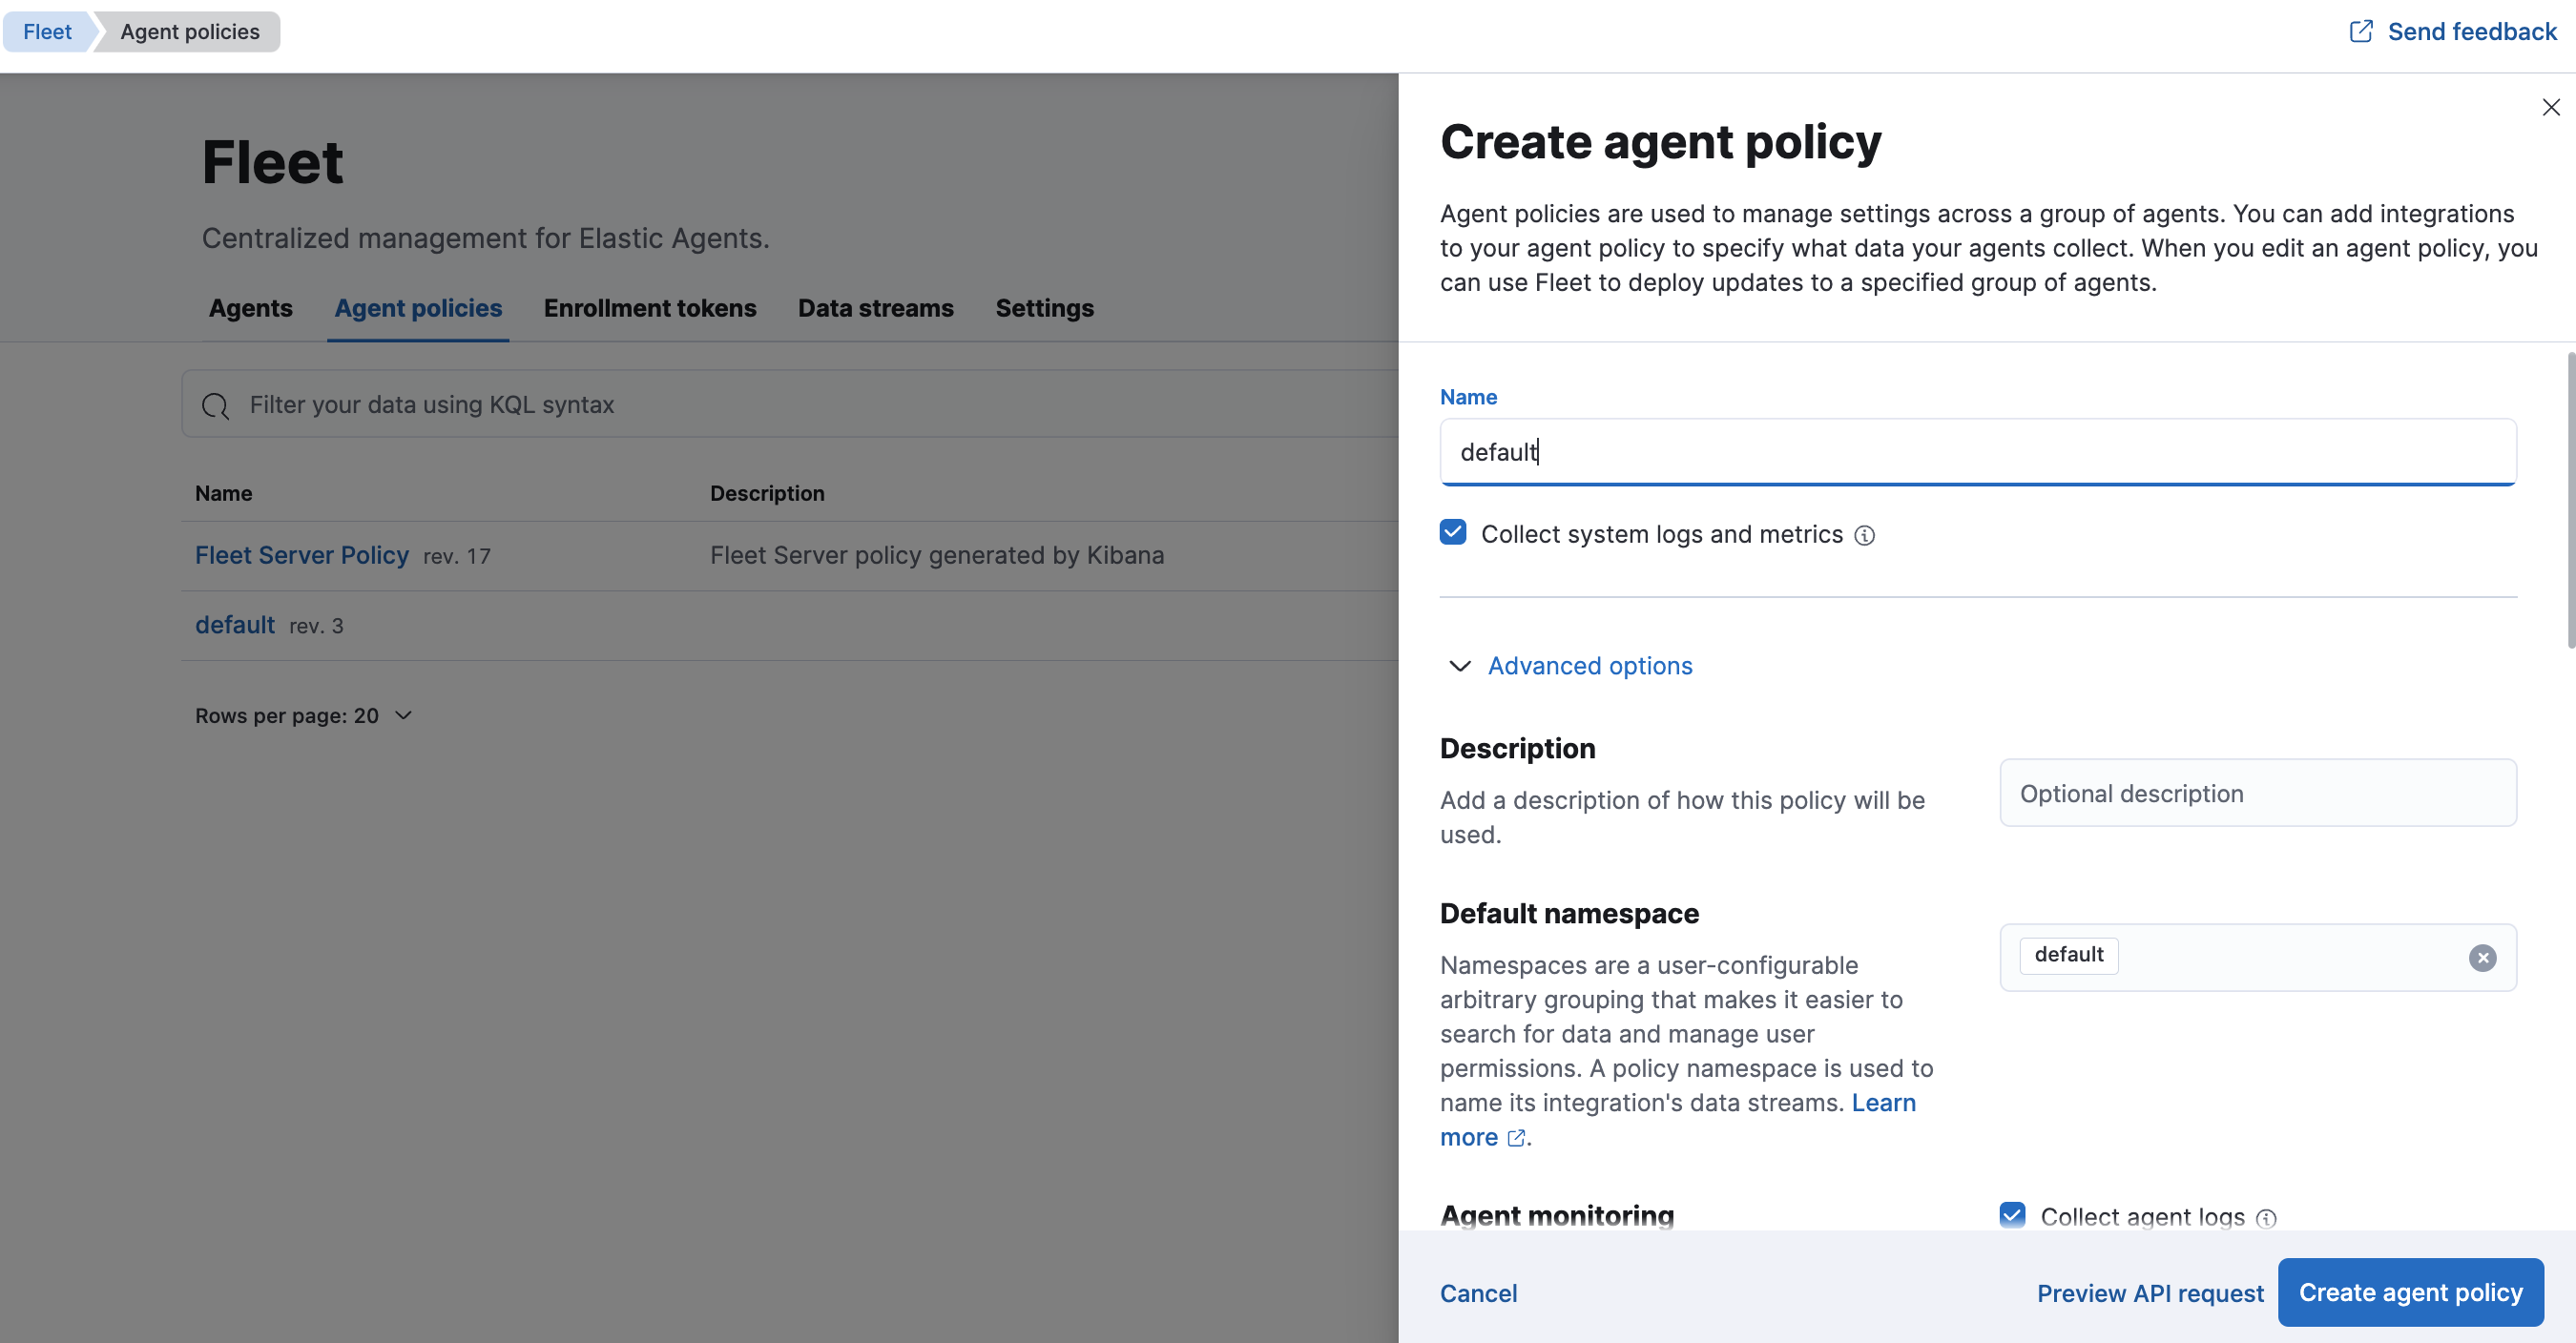 Fleet
Agent policies
Send feedback
Fleet
Centralized management for Elastic Agents.
Agents
Agent policies
Enrollment tokens
Data streams
Settings
Filter your data using KQL syntax
Name
Description
Fleet Server Policy rev. 17
Fleet Server policy generated by Kibana
default rev. 3
Rows per page: 20
Create agent policy
Agent policies are used to manage settings across a group of agents. You can add integrations
to your agent policy to specify what data your agents collect. When you edit an agent policy, you
can use Fleet to deploy updates to a specified group of agents.
Name
default
Collect system logs and metrics
Advanced options
Description
Add a description of how this policy will be
used.
Optional description
Default namespace
Namespaces are a user-configurable
arbitrary grouping that makes it easier to
search for data and manage user
permissions. A policy namespace is used to
name its integration's data streams. Learn
more .
default
Agent monitoring
Collect agent logs
Cancel
Preview API request
Create agent policy